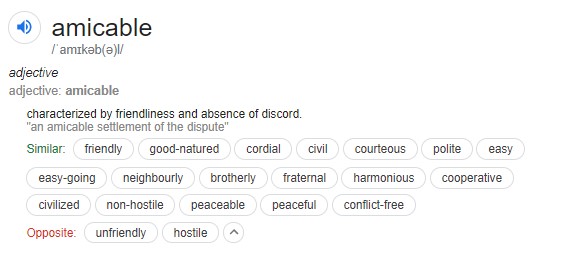 amicable
/ˈamɪkəb(ə)l/
adjective
adjective: amicable
characterized by friendliness and absence of discord.
"an amicable settlement of the dispute"
Similar: friendly good-natured cordial civil courteous polite easy
easy-going neighbourly brotherly fraternal harmonious cooperative
civilized non-hostile peaceable peaceful conflict-free
Opposite: unfriendly hostile